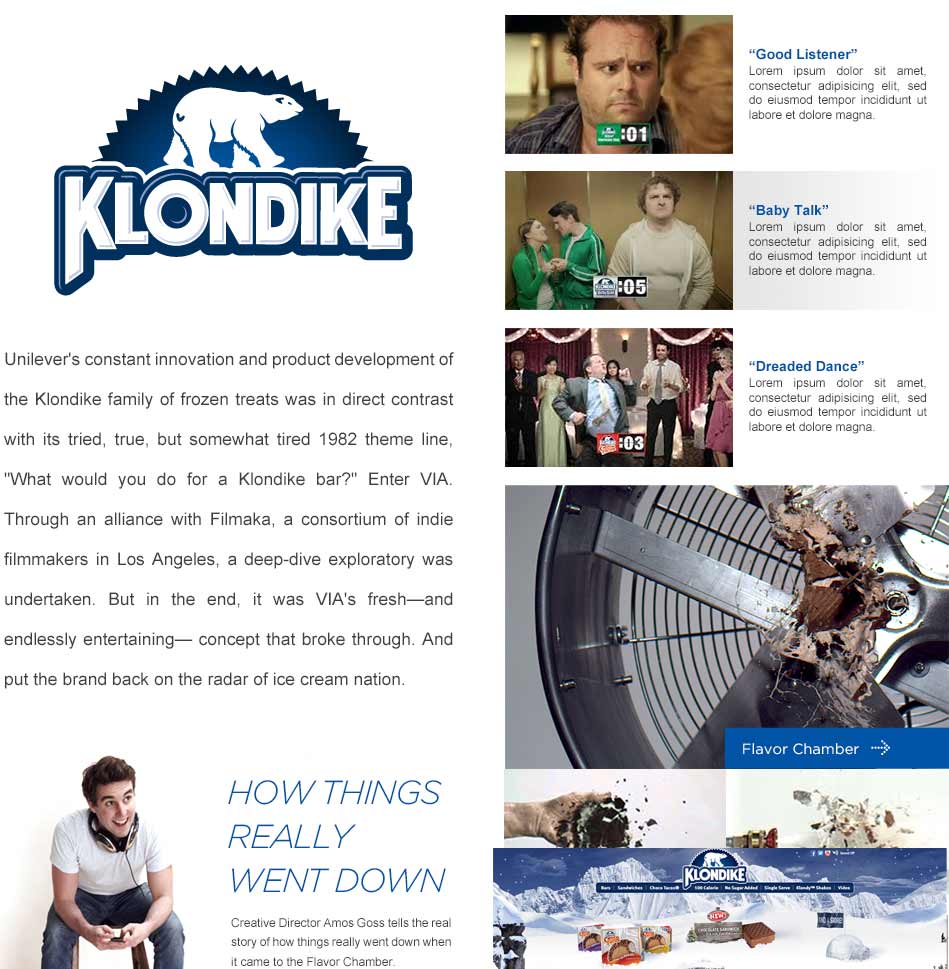 KLONDIKE
Unilever's constant innovation and product development of
the Klondike family of frozen treats was in direct contrast
with its tried, true, but somewhat tired 1982 theme line,
"What would you do for a Klondike bar?" Enter VIA.
Through an alliance with Filmaka, a consortium of indie
filmmakers in Los Angeles, a deep-dive exploratory was
undertaken. But in the end, it was VIA's fresh—and
endlessly entertaining— concept that broke through. And
put the brand back on the radar of ice cream nation.
HOW THINGS
REALLY
WENT DOWN
Creative Director Amos Goss tells the real
story of how things really went down when
it came to the Flavor Chamber.
:01
“Good Listener”
Lorem ipsum dolor sit amet,
consectetur adipisicing elit, sed
do eiusmod tempor incididunt ut
labore et dolore magna.
KLONDIKE :05
“Baby Talk”
Lorem ipsum dolor sit amet,
consectetur adipisicing elit, sed
do eiusmod tempor incididunt ut
labore et dolore magna.
KLONDIKE :03
“Dreaded Dance”
Lorem ipsum dolor sit amet,
consectetur adipisicing elit, sed
do eiusmod tempor incididunt ut
labore et dolore magna.
Flavor Chamber
KLONDIKE
Bars Sandwiches Choco Tacos® 100 Calorie No Sugar Added Single Serve Klondy™ Shakes Video
NEW!
CHOCOLATE SANDWICH